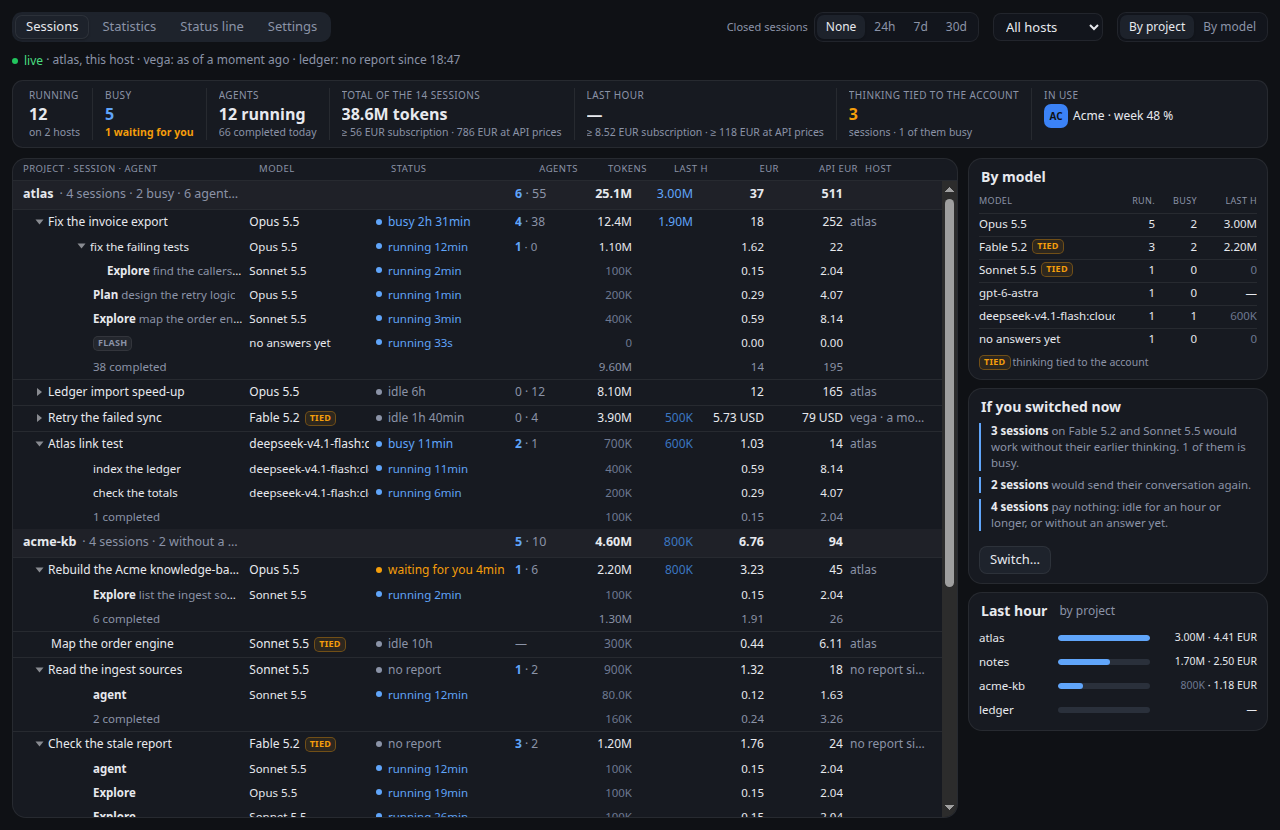 Sessions Statistics Status line Settings Closed sessions None 24h 7d 30d All hosts By project By model
live · atlas, this host · vega: as of a moment ago · ledger: no report since 18:47
RUNNING BUSY AGENTS TOTAL OF THE 14 SESSIONS LAST HOUR THINKING TIED TO THE ACCOUNT IN USE
12 5 12 running 38.6M tokens — 3 AC Acme · week 48 %
on 2 hosts 1 waiting for you 66 completed today ≥ 56 EUR subscription · 786 EUR at API prices ≥ 8.52 EUR subscription · ≥ 118 EUR at API prices sessions · 1 of them busy
PROJECT · SESSION · AGENT MODEL STATUS AGENTS TOKENS LAST H EUR API EUR HOST
atlas · 4 sessions · 2 busy · 6 agent... 6 · 55 25.1M 3.00M 37 511
Fix the invoice export Opus 5.5 busy 2h 31min 4 · 38 12.4M 1.90M 18 252 atlas
fix the failing tests Opus 5.5 running 12min 1 · 0 1.10M 1.62 22
Explore find the callers... Sonnet 5.5 running 2min 100K 0.15 2.04
Plan design the retry logic Opus 5.5 running 1min 200K 0.29 4.07
Explore map the order en... Sonnet 5.5 running 3min 400K 0.59 8.14
FLASH no answers yet running 33s 0 0.00 0.00
38 completed 9.60M 14 195
Ledger import speed-up Opus 5.5 idle 6h 0 · 12 8.10M 12 165 atlas
Retry the failed sync Fable 5.2 TIED idle 1h 40min 0 · 4 3.90M 500K 5.73 USD 79 USD vega · a mo...
Atlas link test deepseek-v4.1-flash:c busy 11min 2 · 1 700K 600K 1.03 14 atlas
index the ledger deepseek-v4.1-flash:cl running 11min 400K 0.59 8.14
check the totals deepseek-v4.1-flash:cl running 6min 200K 0.29 4.07
1 completed 100K 0.15 2.04
acme-kb · 4 sessions · 2 without a ... 5 · 10 4.60M 800K 6.76 94
Rebuild the Acme knowledge-ba... Opus 5.5 waiting for you 4min 1 · 6 2.20M 800K 3.23 45 atlas
Explore list the ingest so... Sonnet 5.5 running 2min 100K 0.15 2.04
6 completed 1.30M 1.91 26
Map the order engine Sonnet 5.5 TIED idle 10h — 300K 0.44 6.11 atlas
Read the ingest sources Sonnet 5.5 no report 1 · 2 900K 1.32 18 no report si...
agent Sonnet 5.5 running 12min 80.0K 0.12 1.63
2 completed 160K 0.24 3.26
Check the stale report Fable 5.2 TIED no report 3 · 2 1.20M 1.76 24 no report si...
agent Sonnet 5.5 running 12min 100K 0.15 2.04
Explore Opus 5.5 running 19min 100K 0.15 2.04
Explore Sonnet 5.5 running 26min 100K 0.15 2.04
By model
MODEL RUN. BUSY LAST H
Opus 5.5 5 2 3.00M
Fable 5.2 TIED 3 2 2.20M
Sonnet 5.5 TIED 1 0 0
gpt-6-astra 1 0 —
deepseek-v4.1-flash:cloud 1 1 600K
no answers yet 1 0 0
TIED thinking tied to the account
If you switched now
3 sessions on Fable 5.2 and Sonnet 5.5 would
work without their earlier thinking. 1 of them is
busy.
2 sessions would send their conversation again.
4 sessions pay nothing: idle for an hour or
longer, or without an answer yet.
Switch...
Last hour by project
atlas 3.00M · 4.41 EUR
notes 1.70M · 2.50 EUR
acme-kb 800K · 1.18 EUR
ledger —